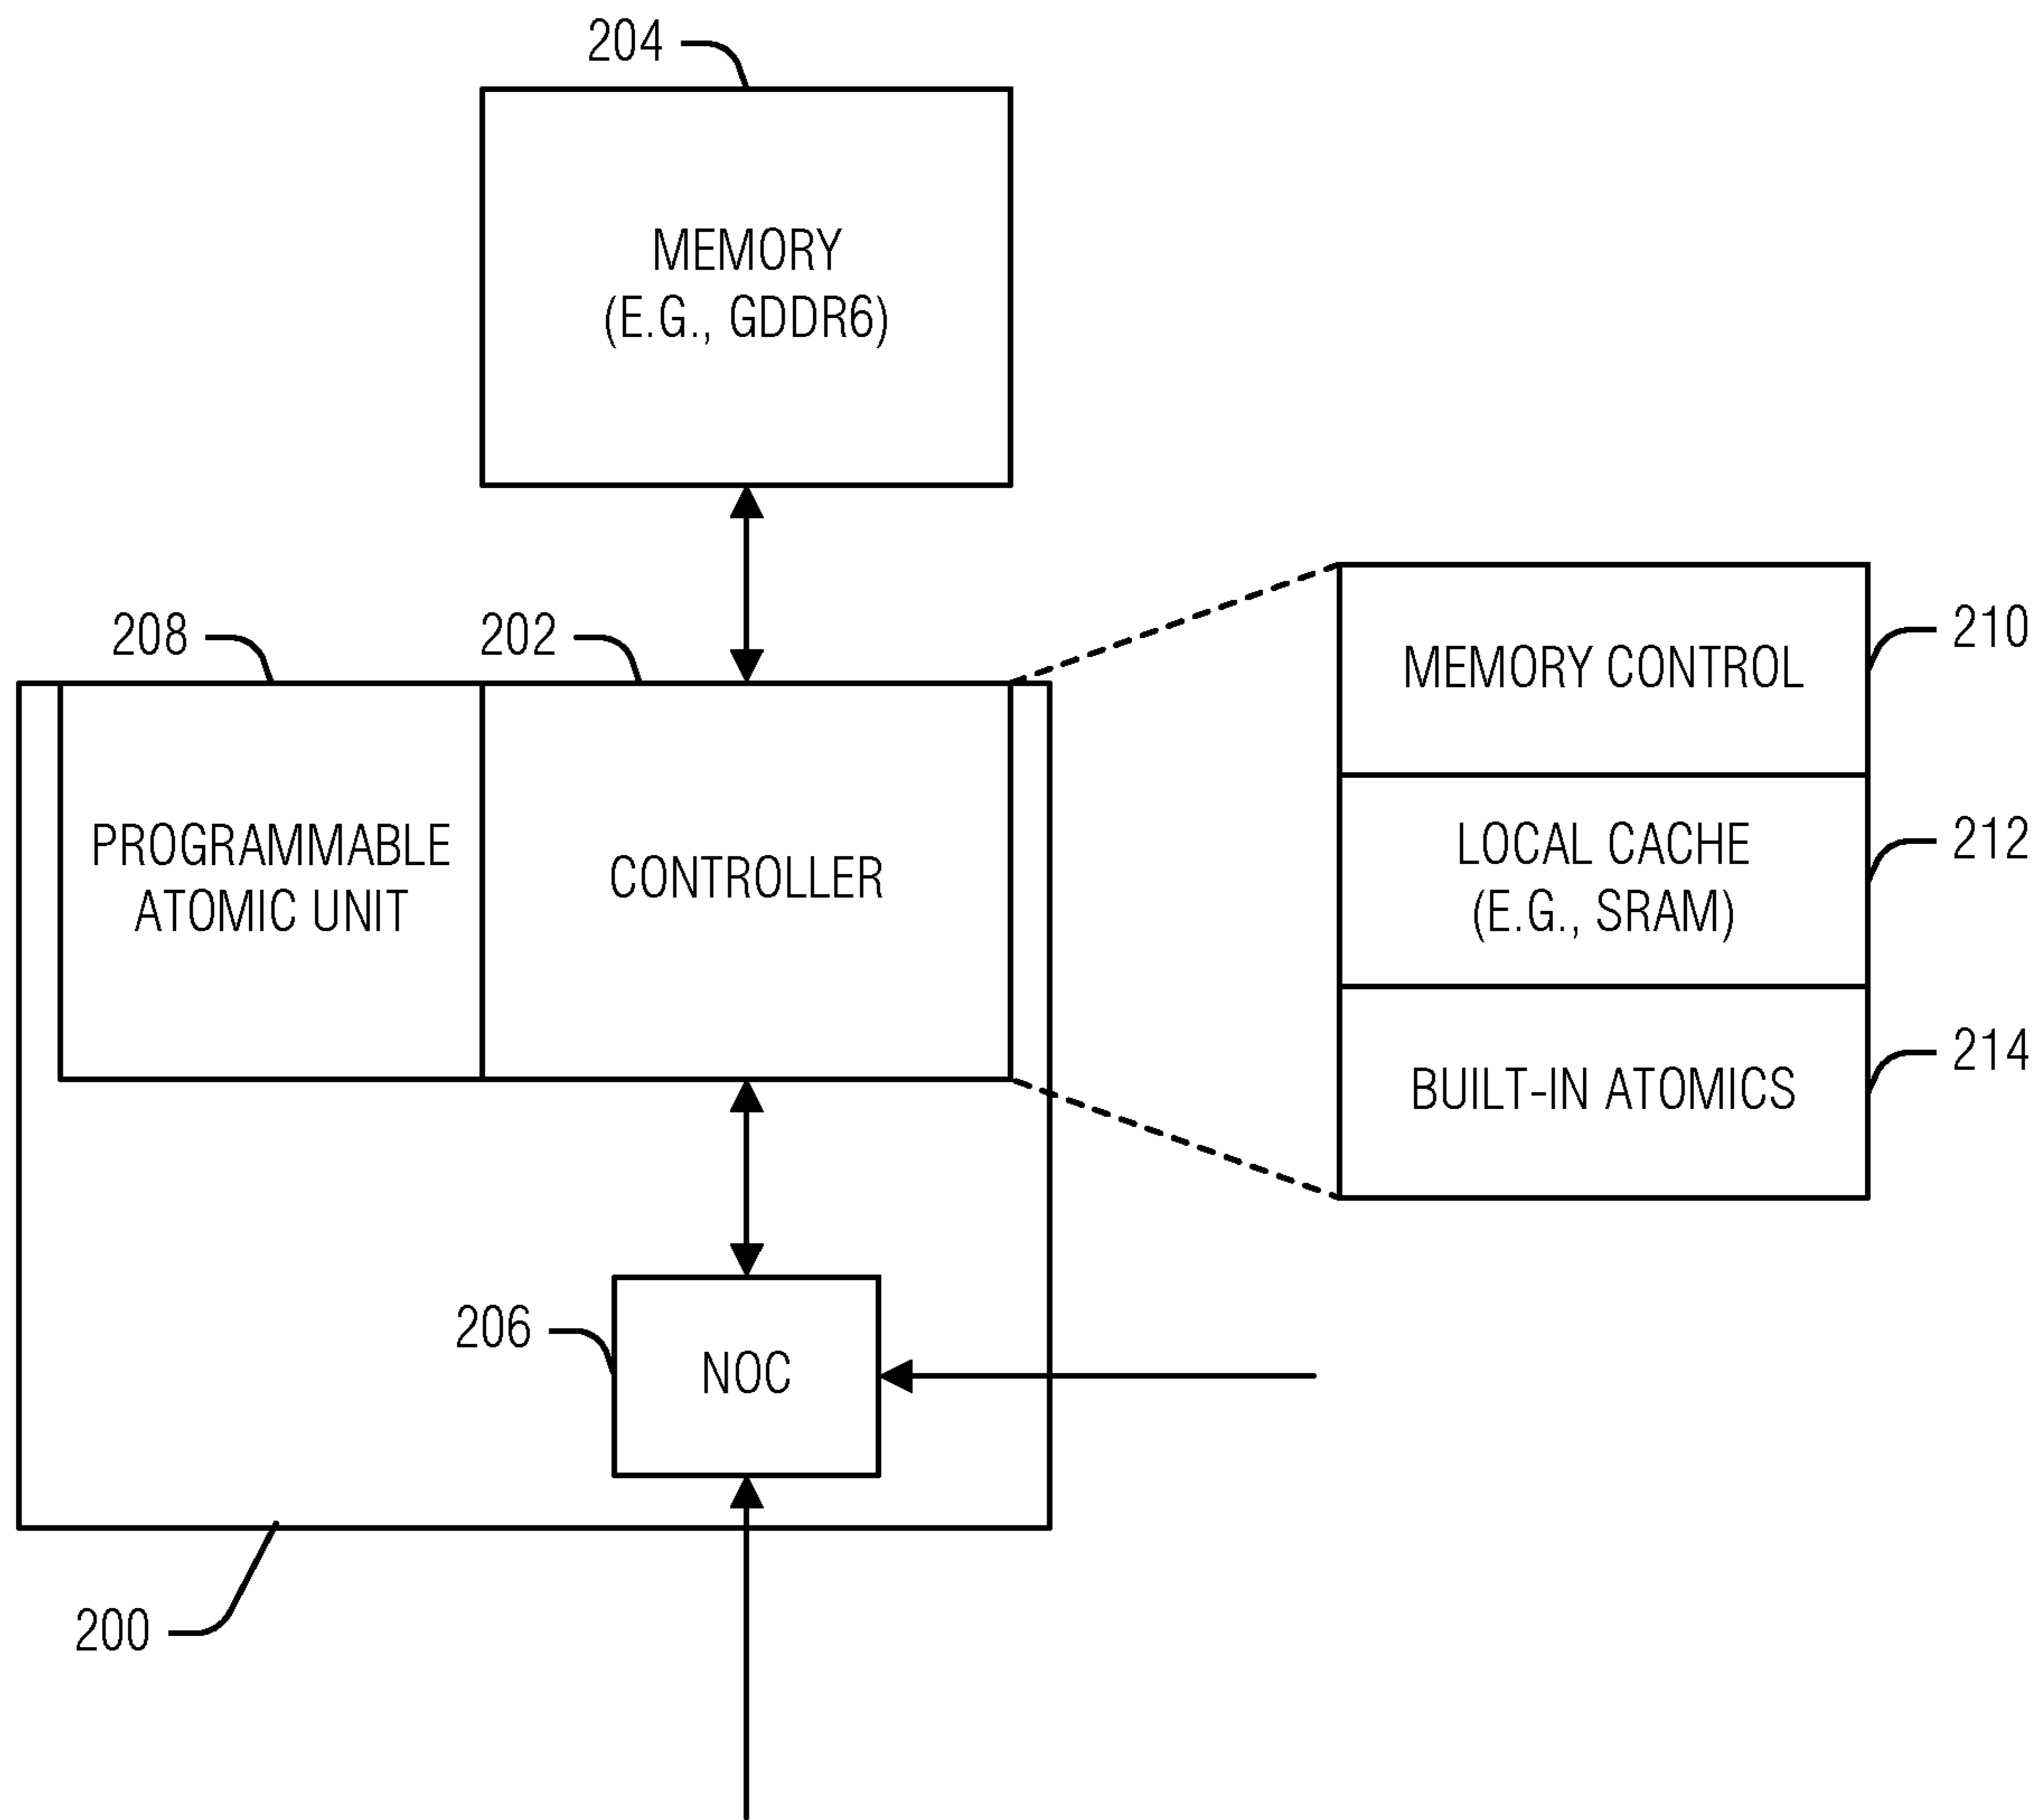 204
MEMORY
(E.G., GDDR6)
208
202
210
MEMORY CONTROL
PROGRAMMABLE
ATOMIC UNIT
CONTROLLER
212
LOCAL CACHE
(E.G., SRAM)
214
BUILT-IN ATOMICS
206
NOC
200